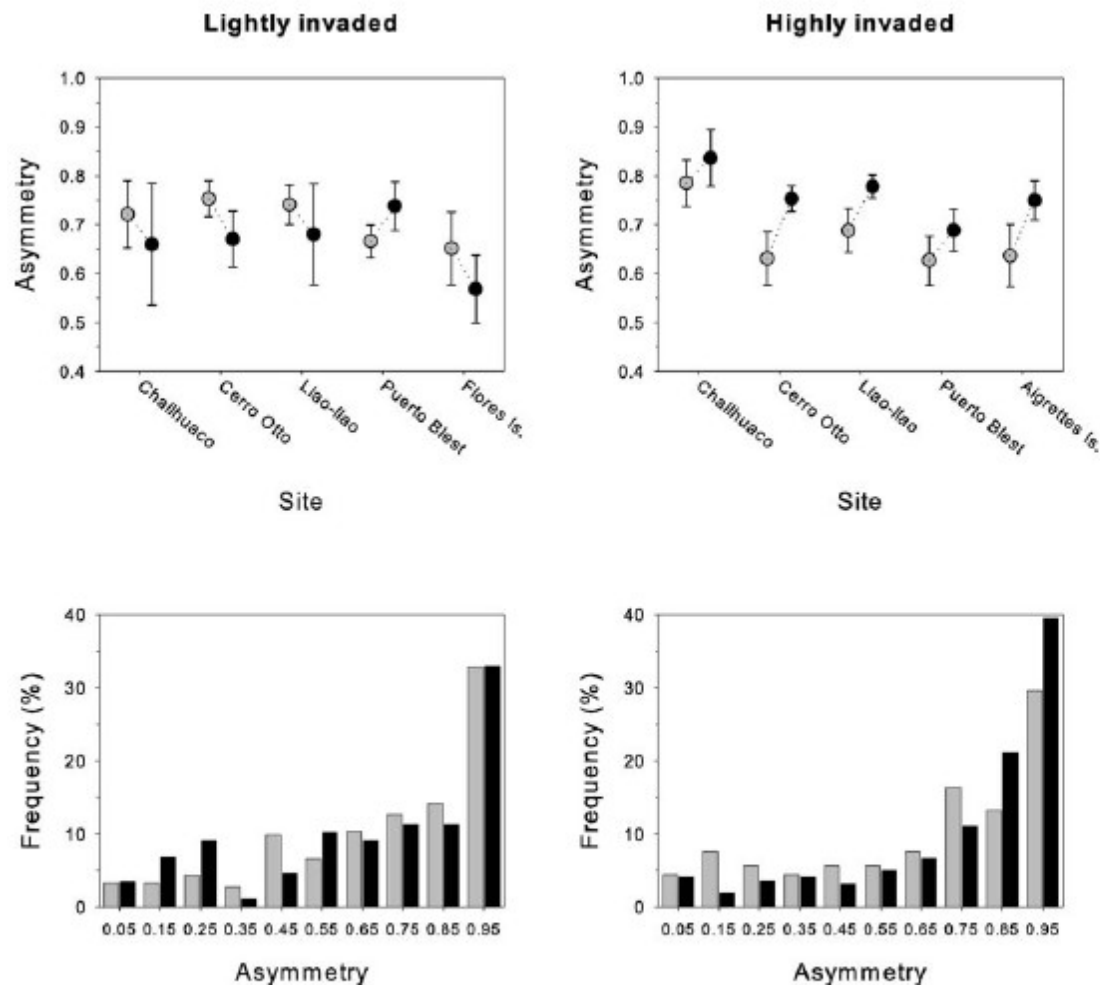 Lightly invaded
Highly invaded
1.0
0.9
0.8
0.7
0.6
0.5
0.4
Asymmetry
Challhuaco
Cerro Otto
Llao-llao
Puerto Blest
Flores Is.
Site
1.0
0.9
0.8
0.7
0.6
0.5
0.4
Asymmetry
Challhuaco
Cerro Otto
Llao-llao
Puerto Blest
Aigrettes Is.
Site
40
30
20
10
0
Frequency (%)
0.05 0.15 0.25 0.35 0.45 0.55 0.65 0.75 0.85 0.95
Asymmetry
40
30
20
10
0
Frequency (%)
0.05 0.15 0.25 0.35 0.45 0.55 0.65 0.75 0.85 0.95
Asymmetry